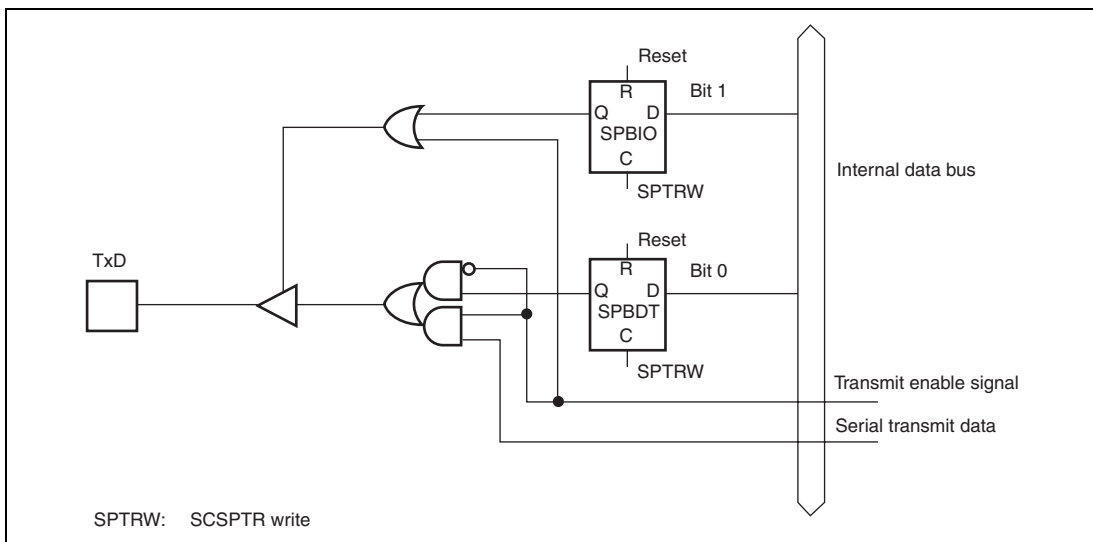 Reset
R
Bit 1
Q
D
SPBIO
C
SPTRW
Internal data bus
Reset
R
Bit 0
Q
D
SPBDT
C
SPTRW
TxD
Transmit enable signal
Serial transmit data
SPTRW: SCSPTR write